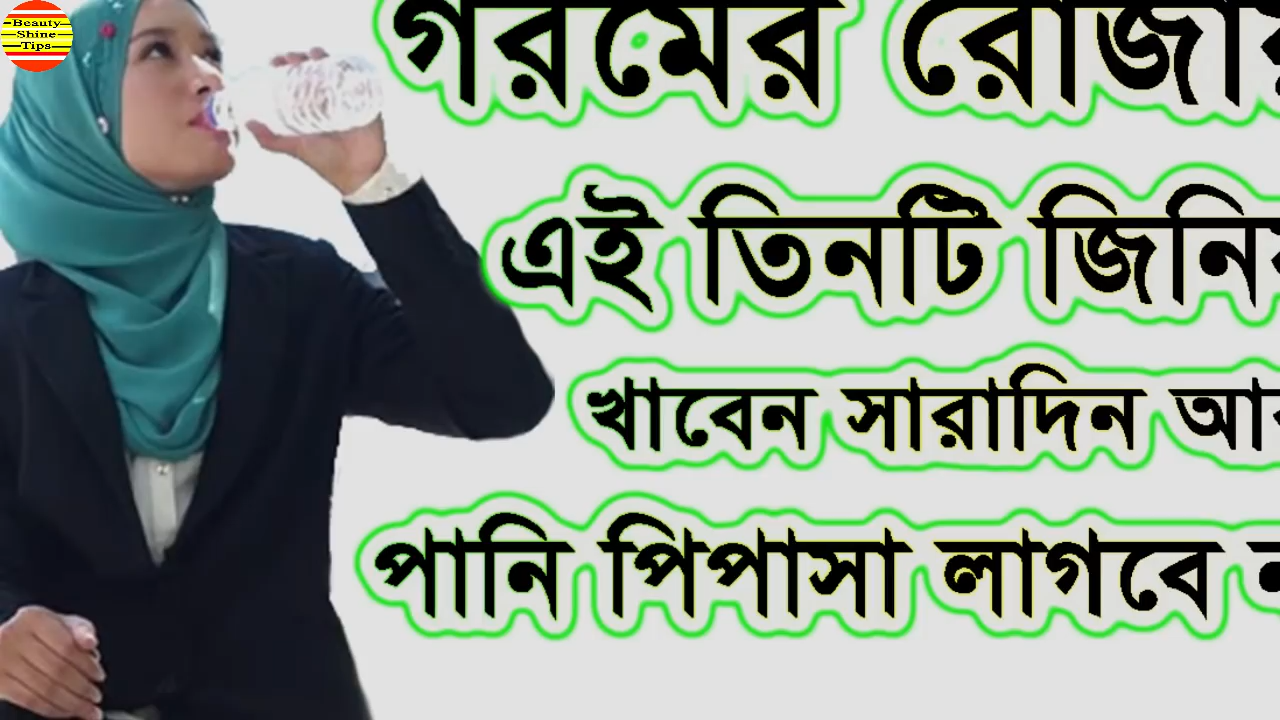 Beauty
Shine
Tips
গরমের
এই তিনটি
খাবেন সারাদিন
পানি পিপাসা লাগবে